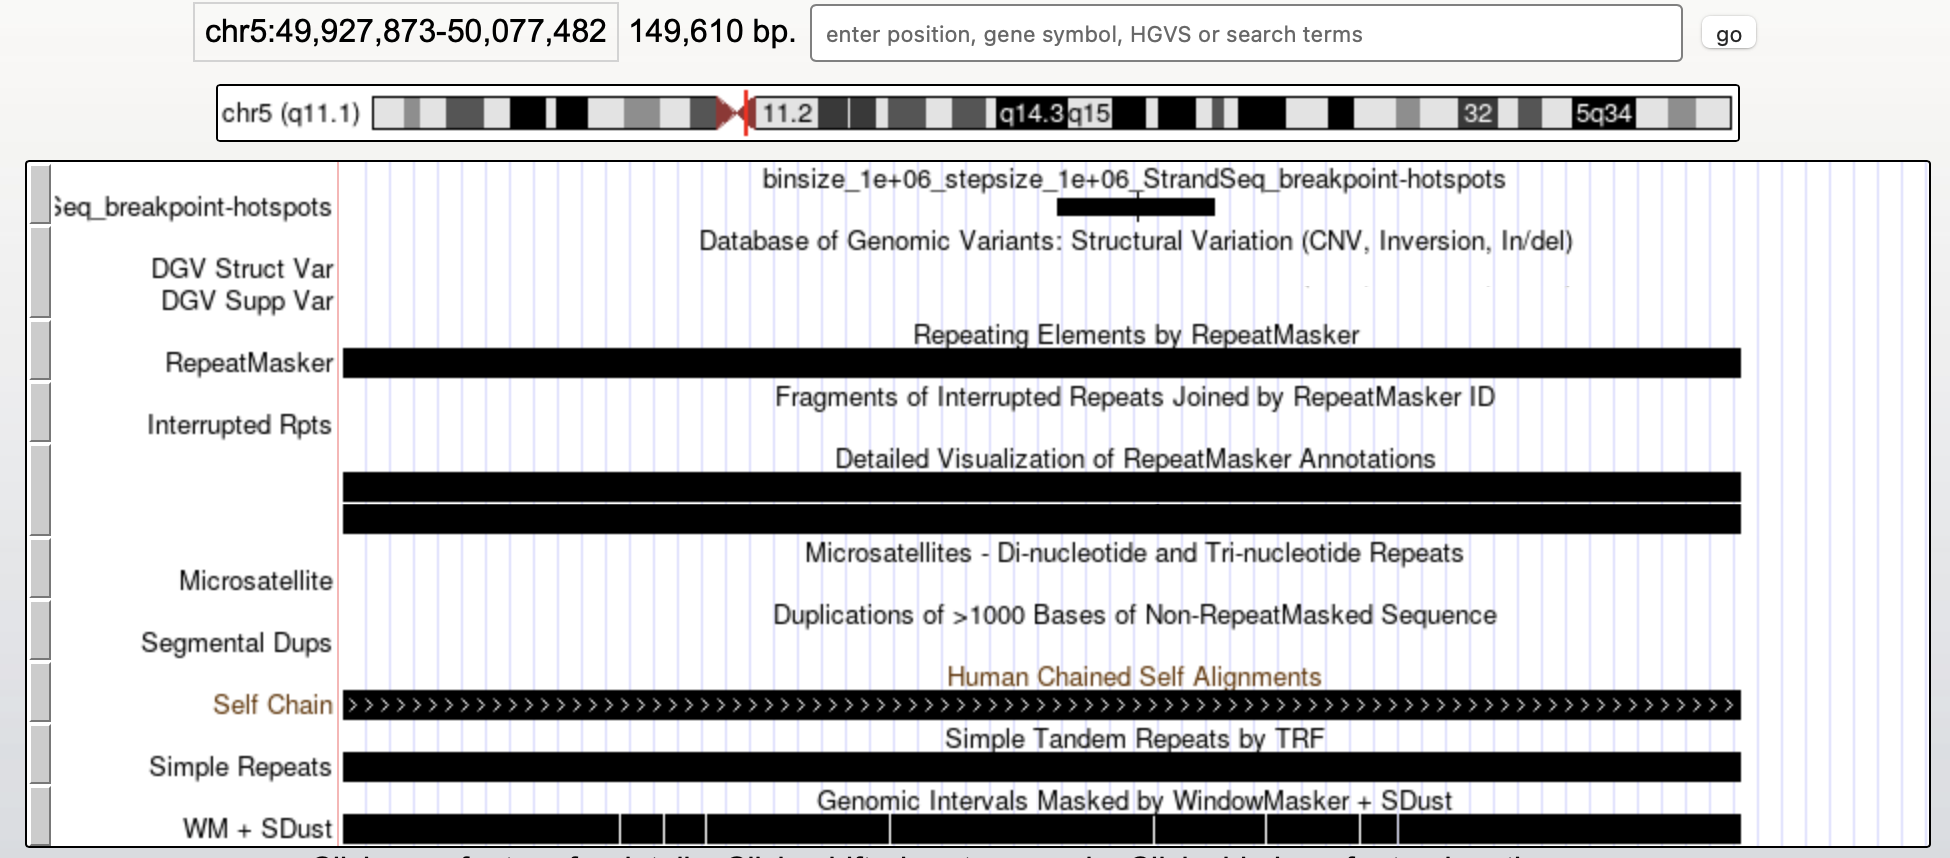 chr5:49,927,873-50,077,482 149,610 bp. enter position, gene symbol, HGVS or search terms go
chr5 (q11.1) 11.2 q14.3 q15 32 5q34
binsize_1e+06_stepsize_1e+06_StrandSeq_breakpoint-hotspots
Seq_breakpoint-hotspots
Database of Genomic Variants: Structural Variation (CNV, Inversion, In/del)
DGV Struct Var
DGV Supp Var
Repeating Elements by RepeatMasker
RepeatMasker
Fragments of Interrupted Repeats Joined by RepeatMasker ID
Interrupted Rpts
Detailed Visualization of RepeatMasker Annotations
Microsatellites - Di-nucleotide and Tri-nucleotide Repeats
Microsatellite
Duplications of >1000 Bases of Non-RepeatMasked Sequence
Segmental Dups
Human Chained Self Alignments
Self Chain
Simple Tandem Repeats by TRF
Simple Repeats
Genomic Intervals Masked by WindowMasker + SDust
WM + SDust